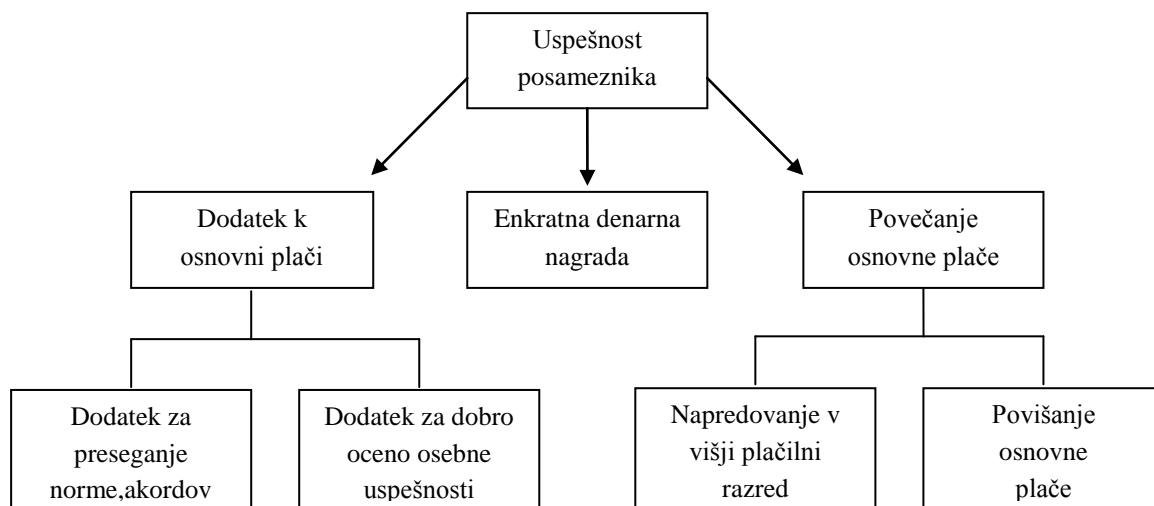 Uspešnost
posameznika
Dodatek k
osnovni plači
Enkratna denarna
nagrada
Povečanje
osnovne plače
Dodatek za
preseganje
norme,akordov
Dodatek za dobro
oceno osebne
uspešnosti
Napredovanje v
višji plačilni
razred
Povišanje
osnovne
plače